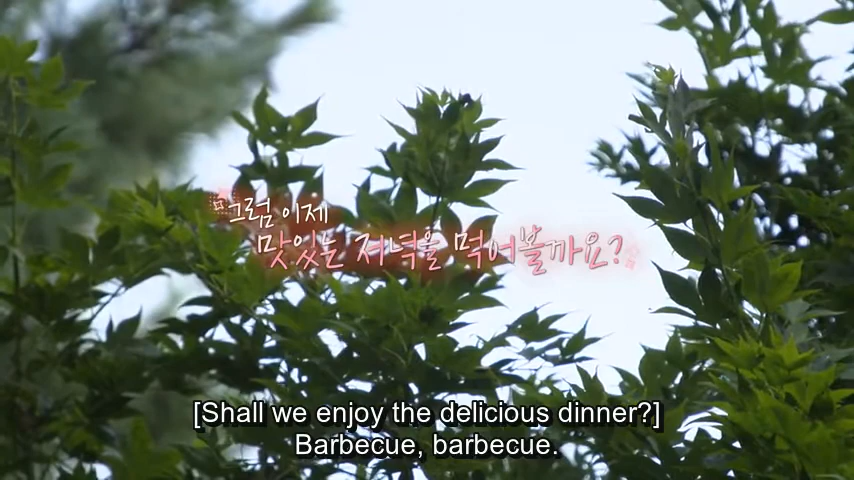 그럼 이제
맛있는 저녁을 먹어볼까요?
[Shall we enjoy the delicious dinner?]
Barbecue, barbecue.